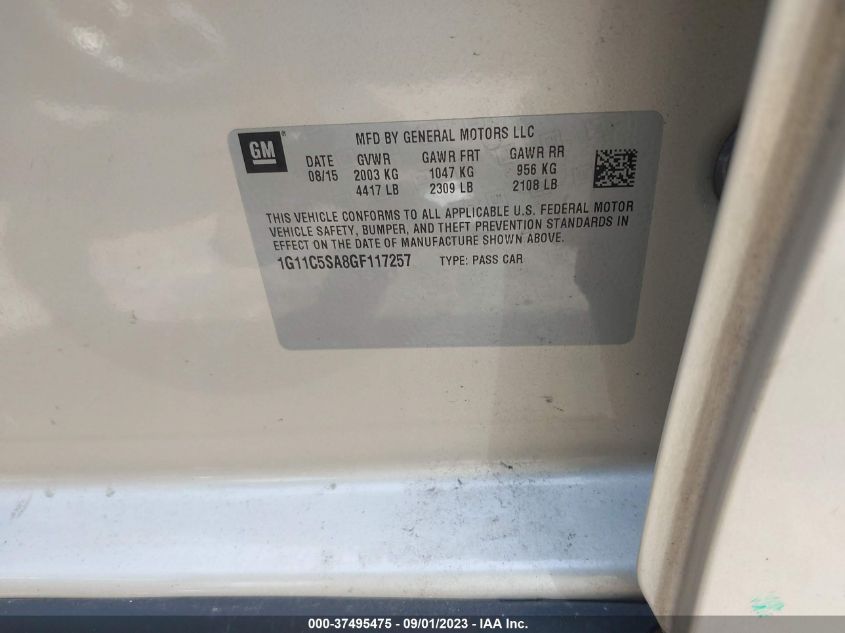 GM ®
MFD BY GENERAL MOTORS LLC
DATE GVWR GAWR FRT GAWR RR
08/15 2003 KG 1047 KG 956 KG
4417 LB 2309 LB 2108 LB
THIS VEHICLE CONFORMS TO ALL APPLICABLE U.S. FEDERAL MOTOR
VEHICLE SAFETY, BUMPER, AND THEFT PREVENTION STANDARDS IN
EFFECT ON THE DATE OF MANUFACTURE SHOWN ABOVE.
1G11C5SA8GF117257 TYPE: PASS CAR
000-37495475 - 09/01/2023 - IAA Inc.